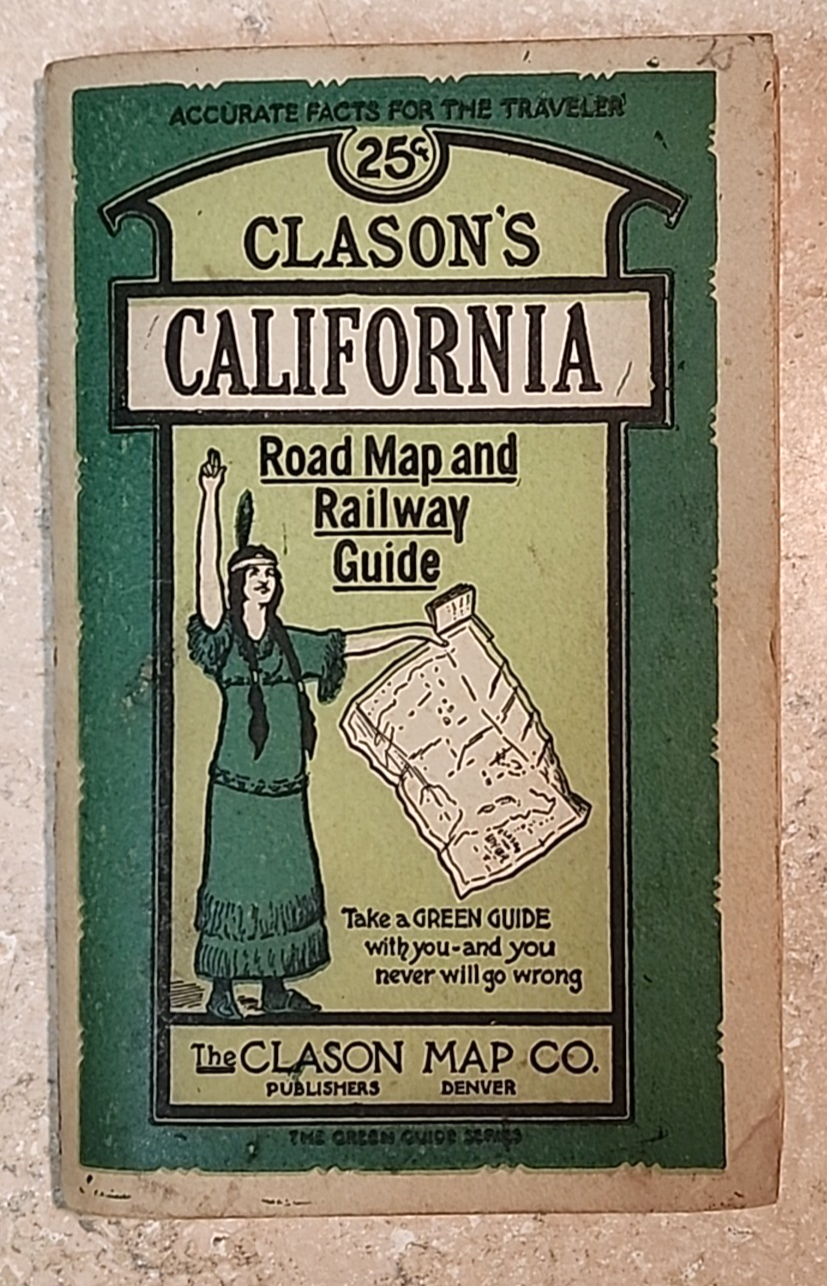 25
ACCURATE FACTS FOR THE TRAVELER
25¢
CLASON'S
CALIFORNIA
Road Map and
Railway
Guide
Take a GREEN GUIDE
with you-and you
never will go wrong
The CLASON MAP CO.
PUBLISHERS DENVER
THE GREEN GUIDE SERIES